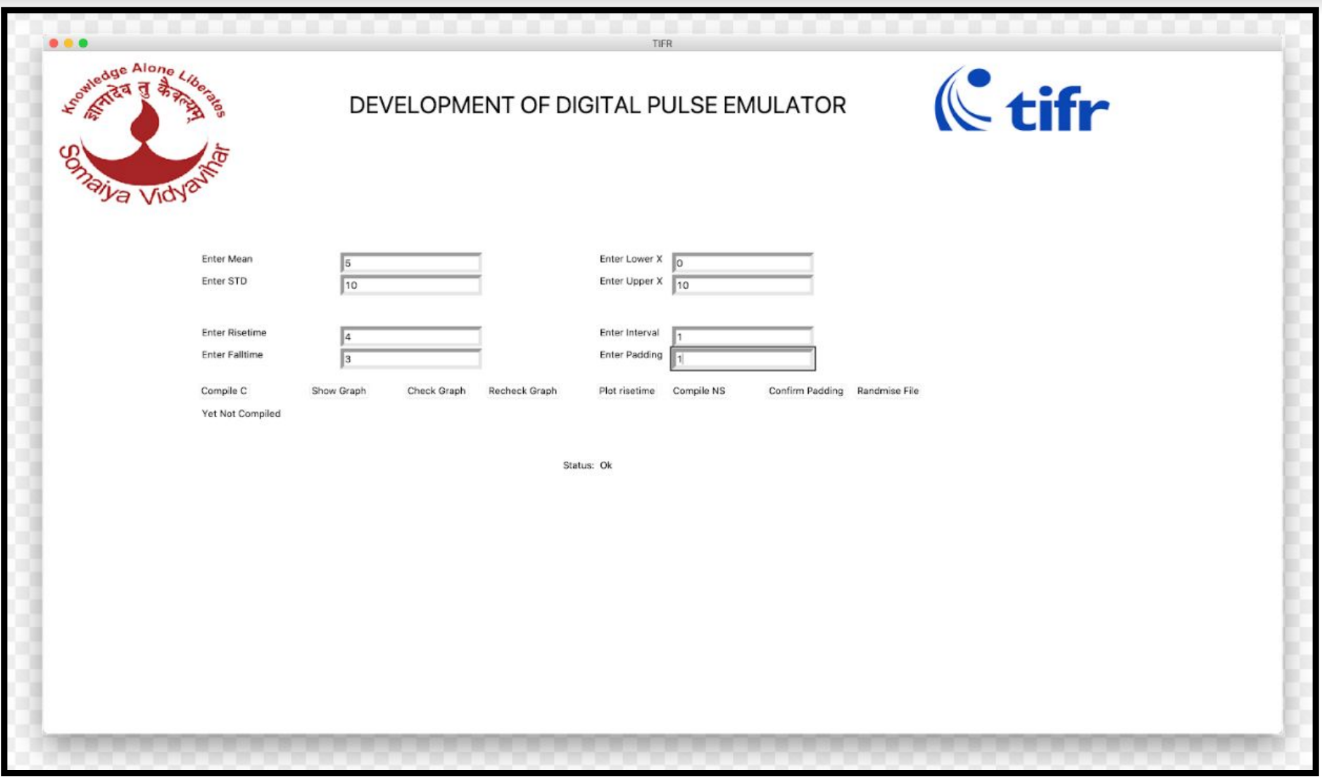 TIFR
Knowledge Alone Liberates
ज्ञानादेव तु कैवल्यम्
Somaiya Vidyavihar
DEVELOPMENT OF DIGITAL PULSE EMULATOR
tifr
Enter Mean 5 Enter Lower X 0
Enter STD 10 Enter Upper X 10
Enter Risetime 4 Enter Interval 1
Enter Falltime 3 Enter Padding 1
Compile C Show Graph Check Graph Recheck Graph Plot risetime Compile NS Confirm Padding Randmise File
Yet Not Compiled
Status: Ok